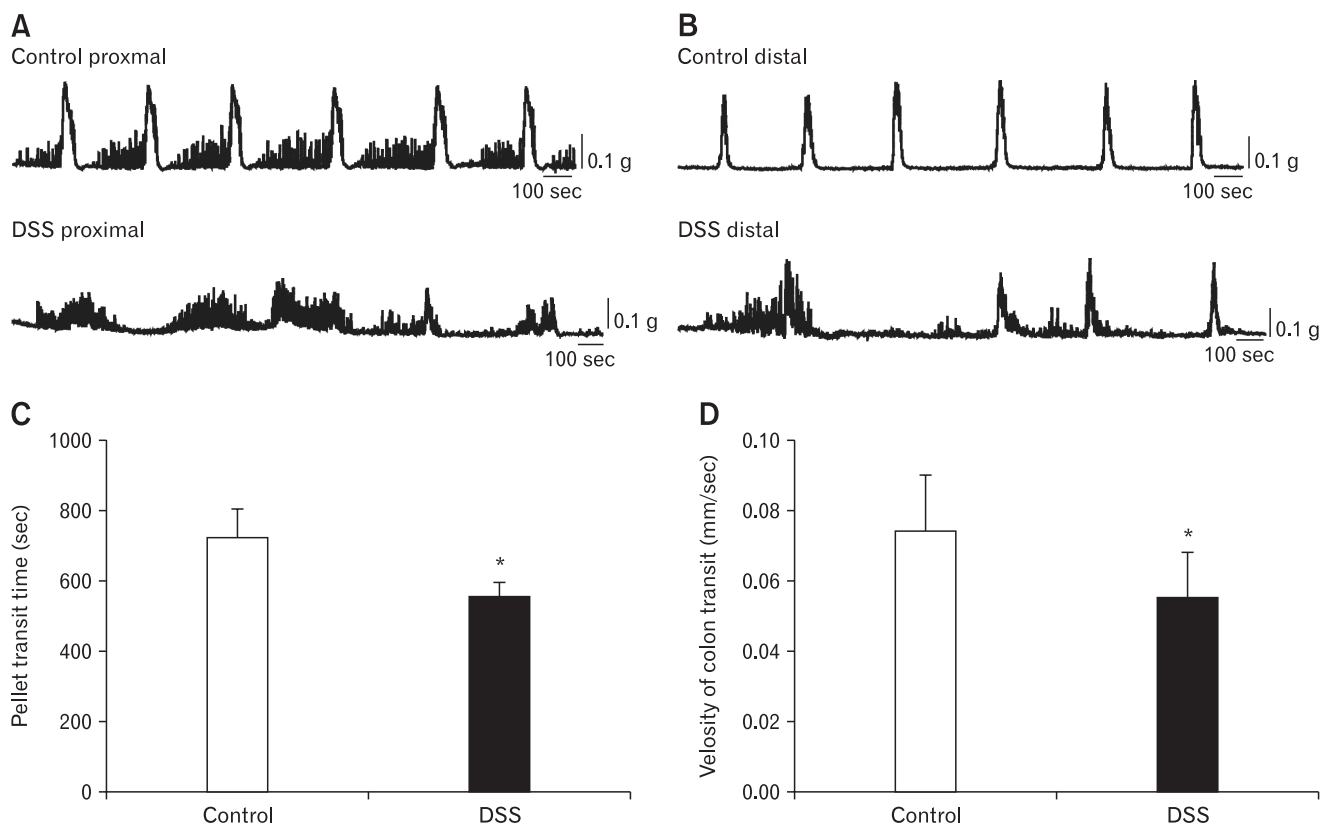 A
Control proxmal
0.1 g
100 sec
DSS proximal
0.1 g
100 sec
B
Control distal
0.1 g
100 sec
DSS distal
0.1 g
100 sec
C
Pellet transit time (sec)
1000
800
600
400
200
0
*
Control
DSS
D
Velosity of colon transit (mm/sec)
0.10
0.08
0.06
0.04
0.02
0.00
*
Control
DSS